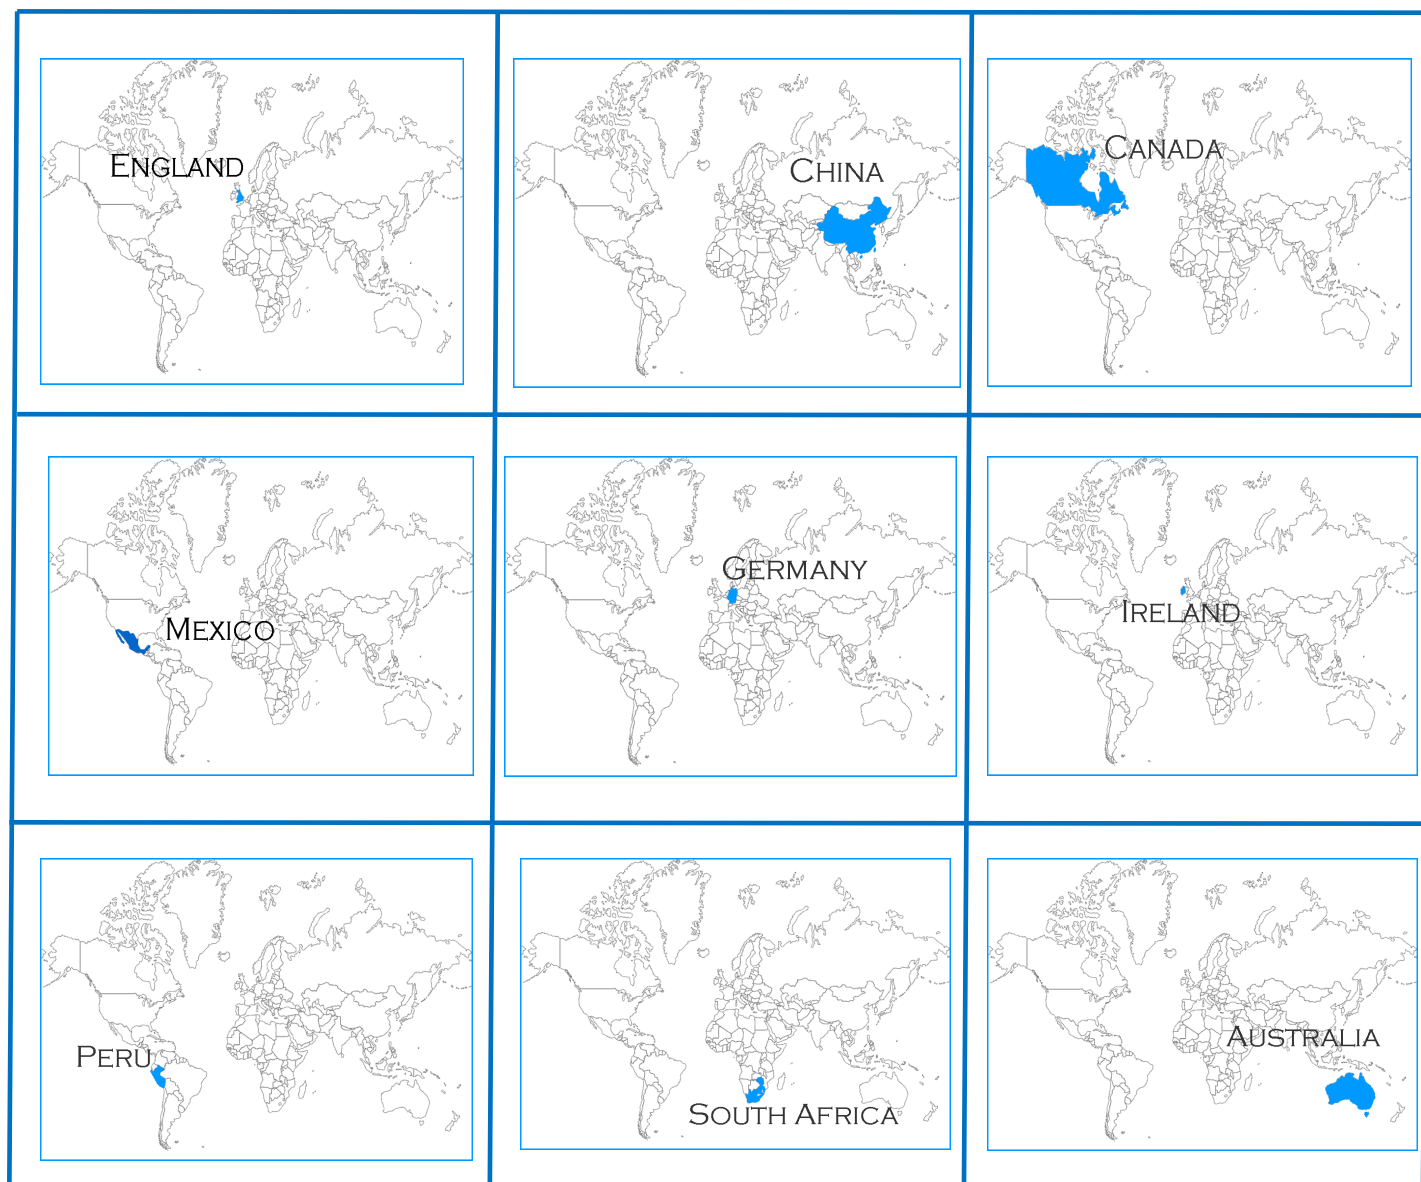 England
China
Canada
Mexico
Germany
Ireland
Peru
South Africa
Australia